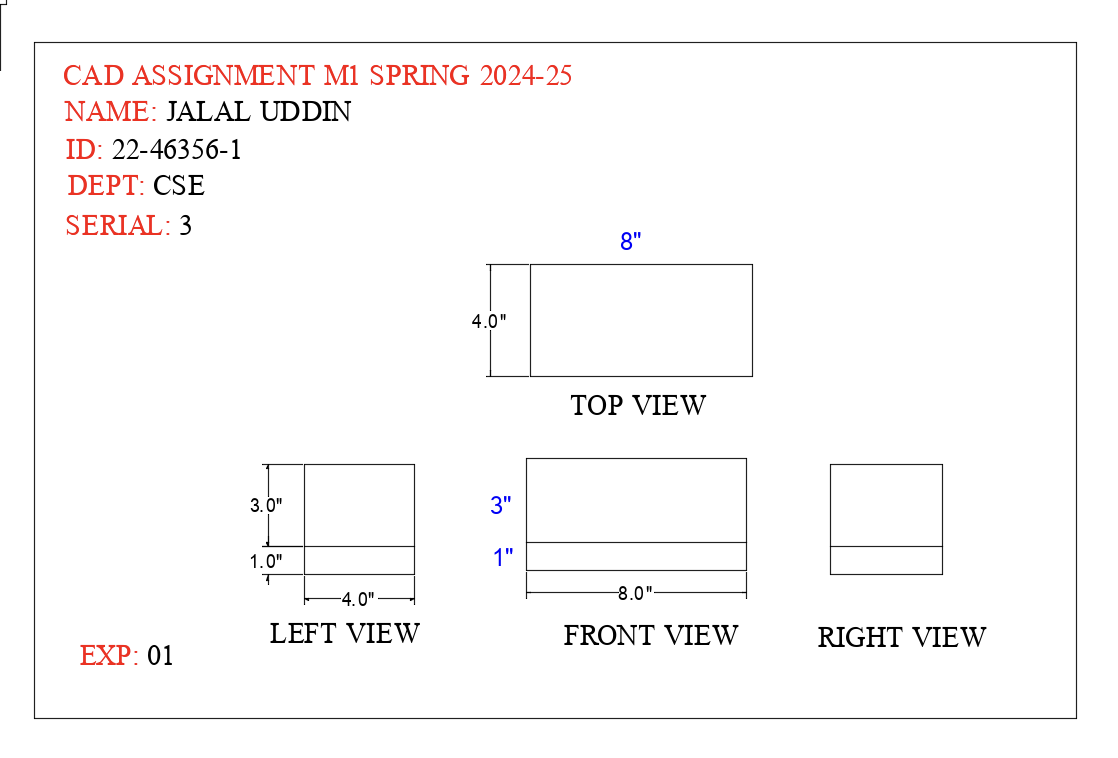 CAD ASSIGNMENT M1 SPRING 2024-25
NAME: JALAL UDDIN
ID: 22-46356-1
DEPT: CSE
SERIAL: 3
8"
4.0"
TOP VIEW
3.0"
1.0"
4.0"
LEFT VIEW
3"
1"
8.0"
FRONT VIEW
RIGHT VIEW
EXP: 01